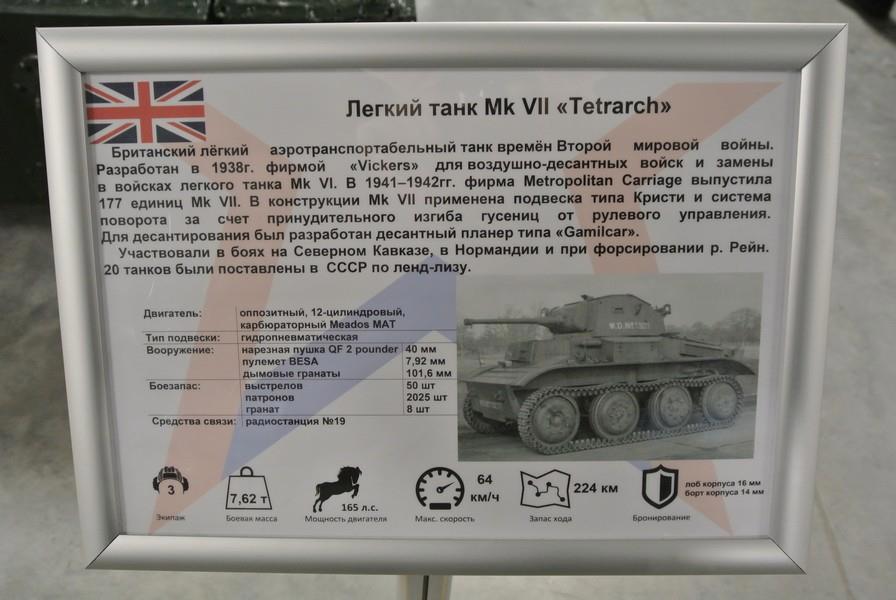 Легкий танк Mk VII «Tetrarch»
Британский лёгкий аэротранспортабельный танк времён Второй мировой войны.
Разработан в 1938г. фирмой «Vickers» для воздушно-десантных войск и замены
в войсках легкого танка Mk VI. В 1941–1942гг. фирма Metropolitan Carriage выпустила
177 единиц Mk VII. В конструкции Mk VII применена подвеска типа Кристи и система
поворота за счет принудительного изгиба гусениц от рулевого управления.
Для десантирования был разработан десантный планер типа «Gamilcar».
Участвовали в боях на Северном Кавказе, в Нормандии и при форсировании р. Рейн.
20 танков были поставлены в СССР по ленд-лизу.
Двигатель: оппозитный, 12-цилиндровый,
карбюраторный Meados MAT
Тип подвески: гидропневматическая
Вооружение: нарезная пушка QF 2 pounder 40 мм
пулемет BESA 7,92 мм
дымовые гранаты 101,6 мм
Боезапас: выстрелов 50 шт
патронов 2025 шт
гранат 8 шт
Средства связи: радиостанция №19
3
Экипаж
7,62 т
Боевая масса
165 л.с.
Мощность двигателя
64
км/ч
Макс. скорость
224 км
Запас хода
лоб корпуса 16 мм
борт корпуса 14 мм
Бронирование